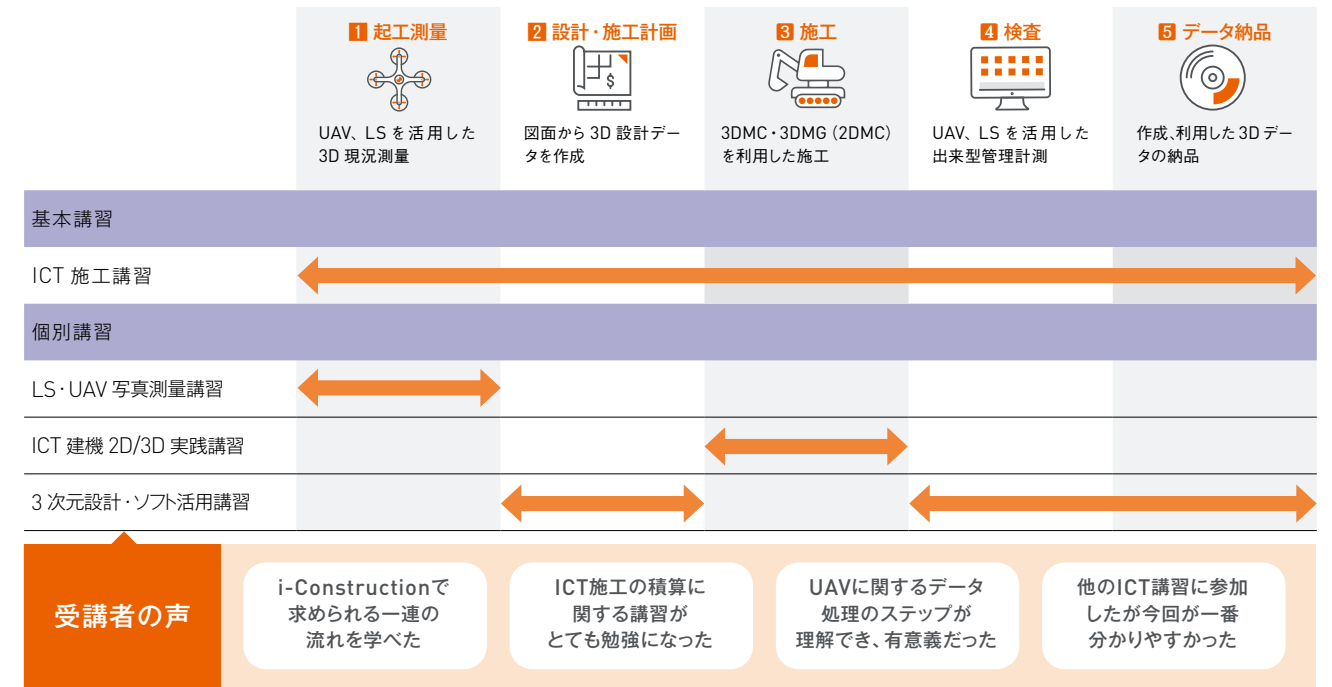 1 起工測量
UAV、LS を活用した
3D 現況測量
2 設計・施工計画
$
図面から 3D 設計デー
タを作成
3 施工
3DMC・3DMG（2DMC）
を利用した施工
4 検査
UAV、LS を活用した
出来型管理計測
5 データ納品
作成、利用した3Dデー
タの納品
基本講習
ICT 施工講習
個別講習
LS・UAV 写真測量講習
ICT 建機 2D/3D 実践講習
3 次元設計・ソフト活用講習
受講者の声
i-Constructionで
求められる一連の
流れを学べた
ICT施工の積算に
関する講習が
とても勉強になった
UAVに関するデータ
処理のステップが
理解でき、有意義だった
他のICT講習に参加
したが今回が一番
分かりやすかった